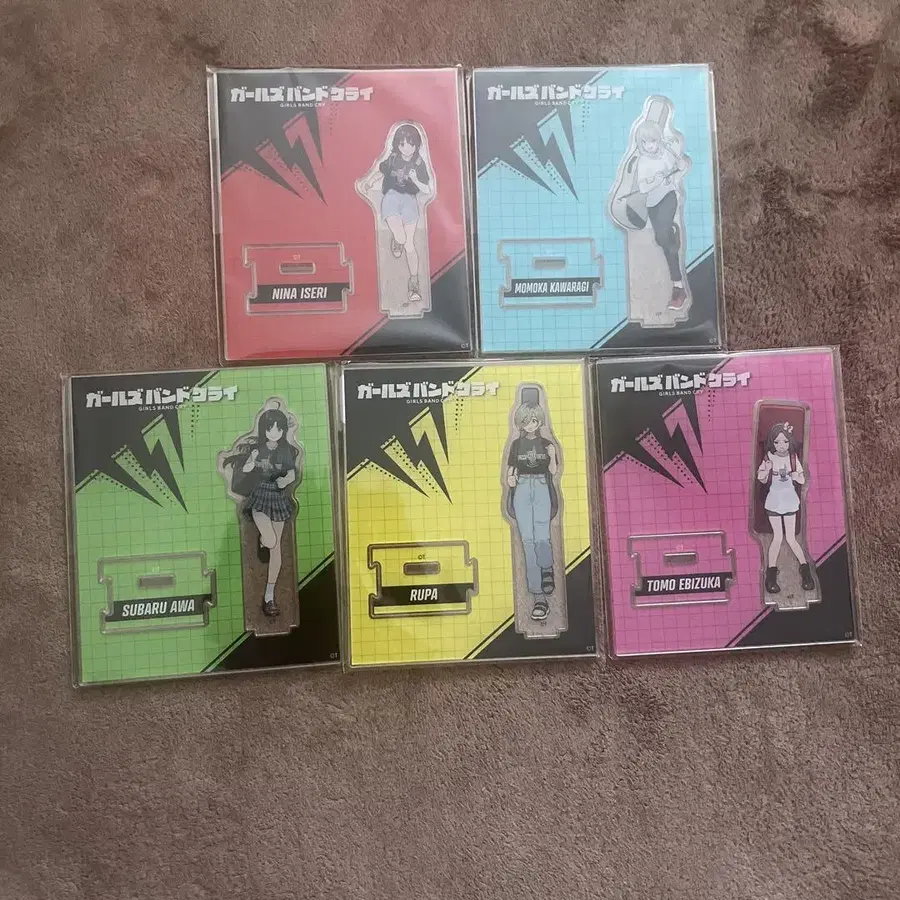 ガールズバンドクライ
GIRLS BAND CRY
NINA ISERI
©T
ガールズバンドクライ
GIRLS BAND CRY
MOMOKA KAWARAGI
©T
ガールズバンドクライ
GIRLS BAND CRY
SUBARU AWA
©T
ガールズバンドクライ
GIRLS BAND CRY
©T
RUPA
©T
ガールズバンドクライ
GIRLS BAND CRY
TOMO EBIZUKA
©T